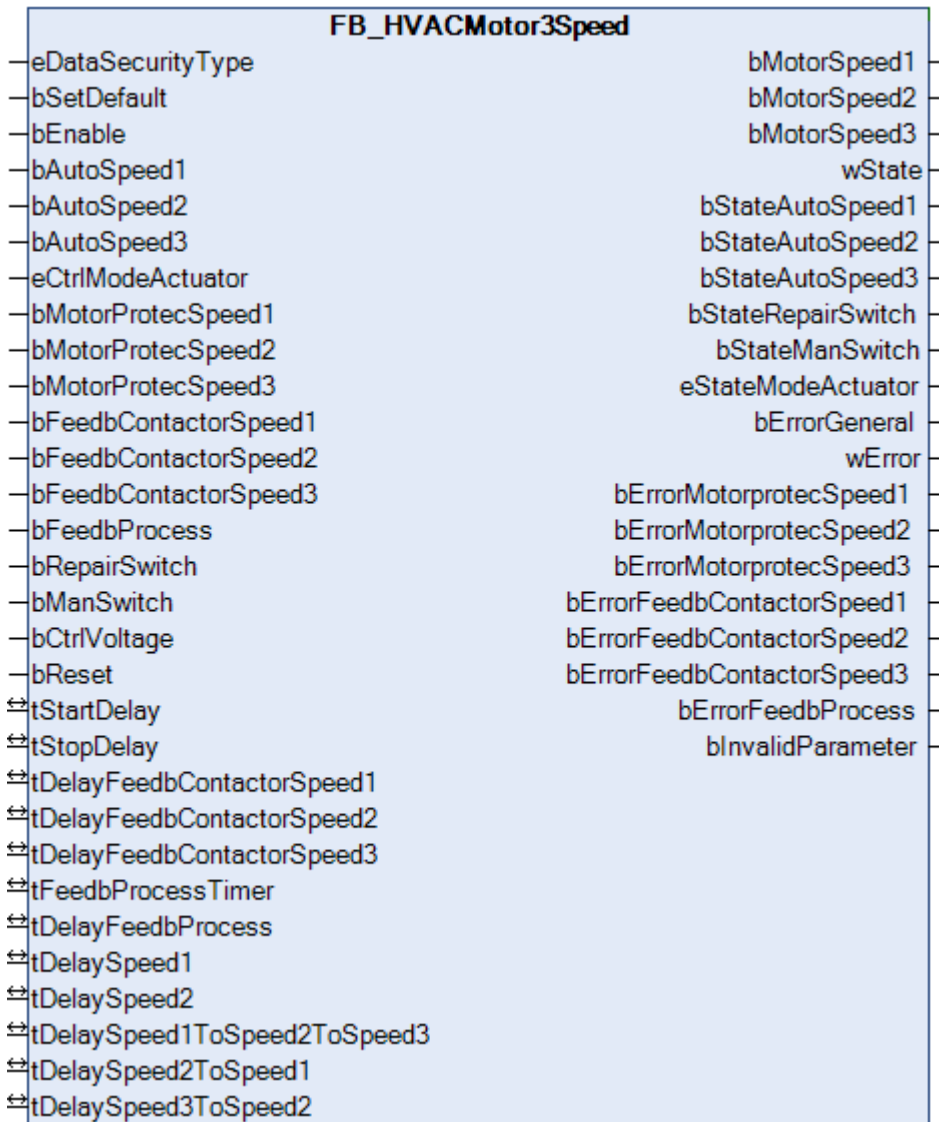 FB_HVACMotor3Speed
eDataSecurityType bMotorSpeed1
bSetDefault bMotorSpeed2
bEnable bMotorSpeed3
bAutoSpeed1 wState
bAutoSpeed2 bStateAutoSpeed1
bAutoSpeed3 bStateAutoSpeed2
eCtrlModeActuator bStateAutoSpeed3
bMotorProtecSpeed1 bStateRepairSwitch
bMotorProtecSpeed2 bStateManSwitch
bMotorProtecSpeed3 eStateModeActuator
bFeedbContactorSpeed1 bErrorGeneral
bFeedbContactorSpeed2 wError
bFeedbContactorSpeed3 bErrorMotorprotecSpeed1
bFeedbProcess bErrorMotorprotecSpeed2
bRepairSwitch bErrorMotorprotecSpeed3
bManSwitch bErrorFeedbContactorSpeed1
bCtrlVoltage bErrorFeedbContactorSpeed2
bReset bErrorFeedbContactorSpeed3
tStartDelay bErrorFeedbProcess
tStopDelay bInvalidParameter
tDelayFeedbContactorSpeed1
tDelayFeedbContactorSpeed2
tDelayFeedbContactorSpeed3
tFeedbProcessTimer
tDelayFeedbProcess
tDelaySpeed1
tDelaySpeed2
tDelaySpeed1ToSpeed2ToSpeed3
tDelaySpeed2ToSpeed1
tDelaySpeed3ToSpeed2